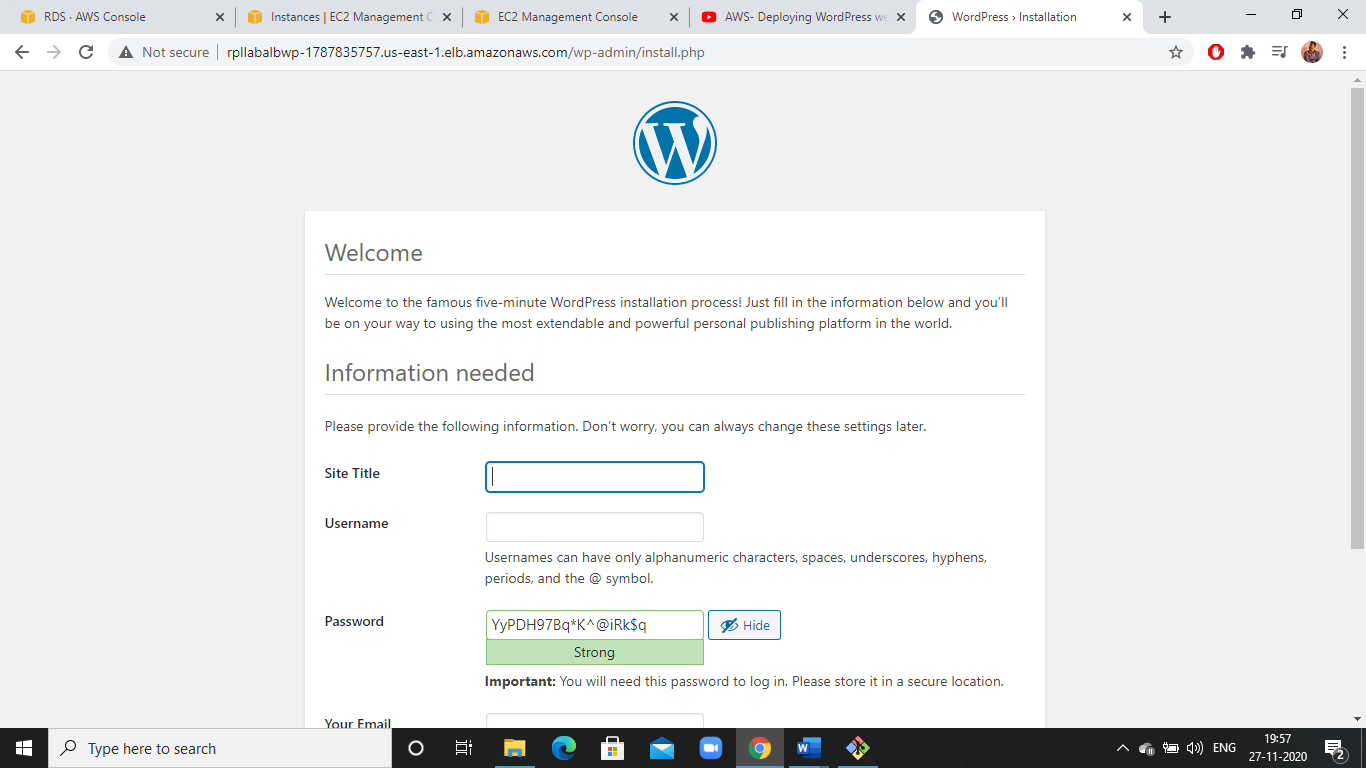 RDS · AWS Console
Instances | EC2 Management C
EC2 Management Console
AWS- Deploying WordPress we
WordPress › Installation
Not secure
rpllabalbwp-1787835757.us-east-1.elb.amazonaws.com/wp-admin/install.php
W
Welcome
Welcome to the famous five-minute WordPress installation process! Just fill in the information below and you’ll
be on your way to using the most extendable and powerful personal publishing platform in the world.
Information needed
Please provide the following information. Don’t worry, you can always change these settings later.
Site Title
Username
Usernames can have only alphanumeric characters, spaces, underscores, hyphens,
periods, and the @ symbol.
Password
YyPDH97Bq*K^@iRk$q
Hide
Strong
Important: You will need this password to log in. Please store it in a secure location.
Your Email
Type here to search
ENG
19:57
27-11-2020
2